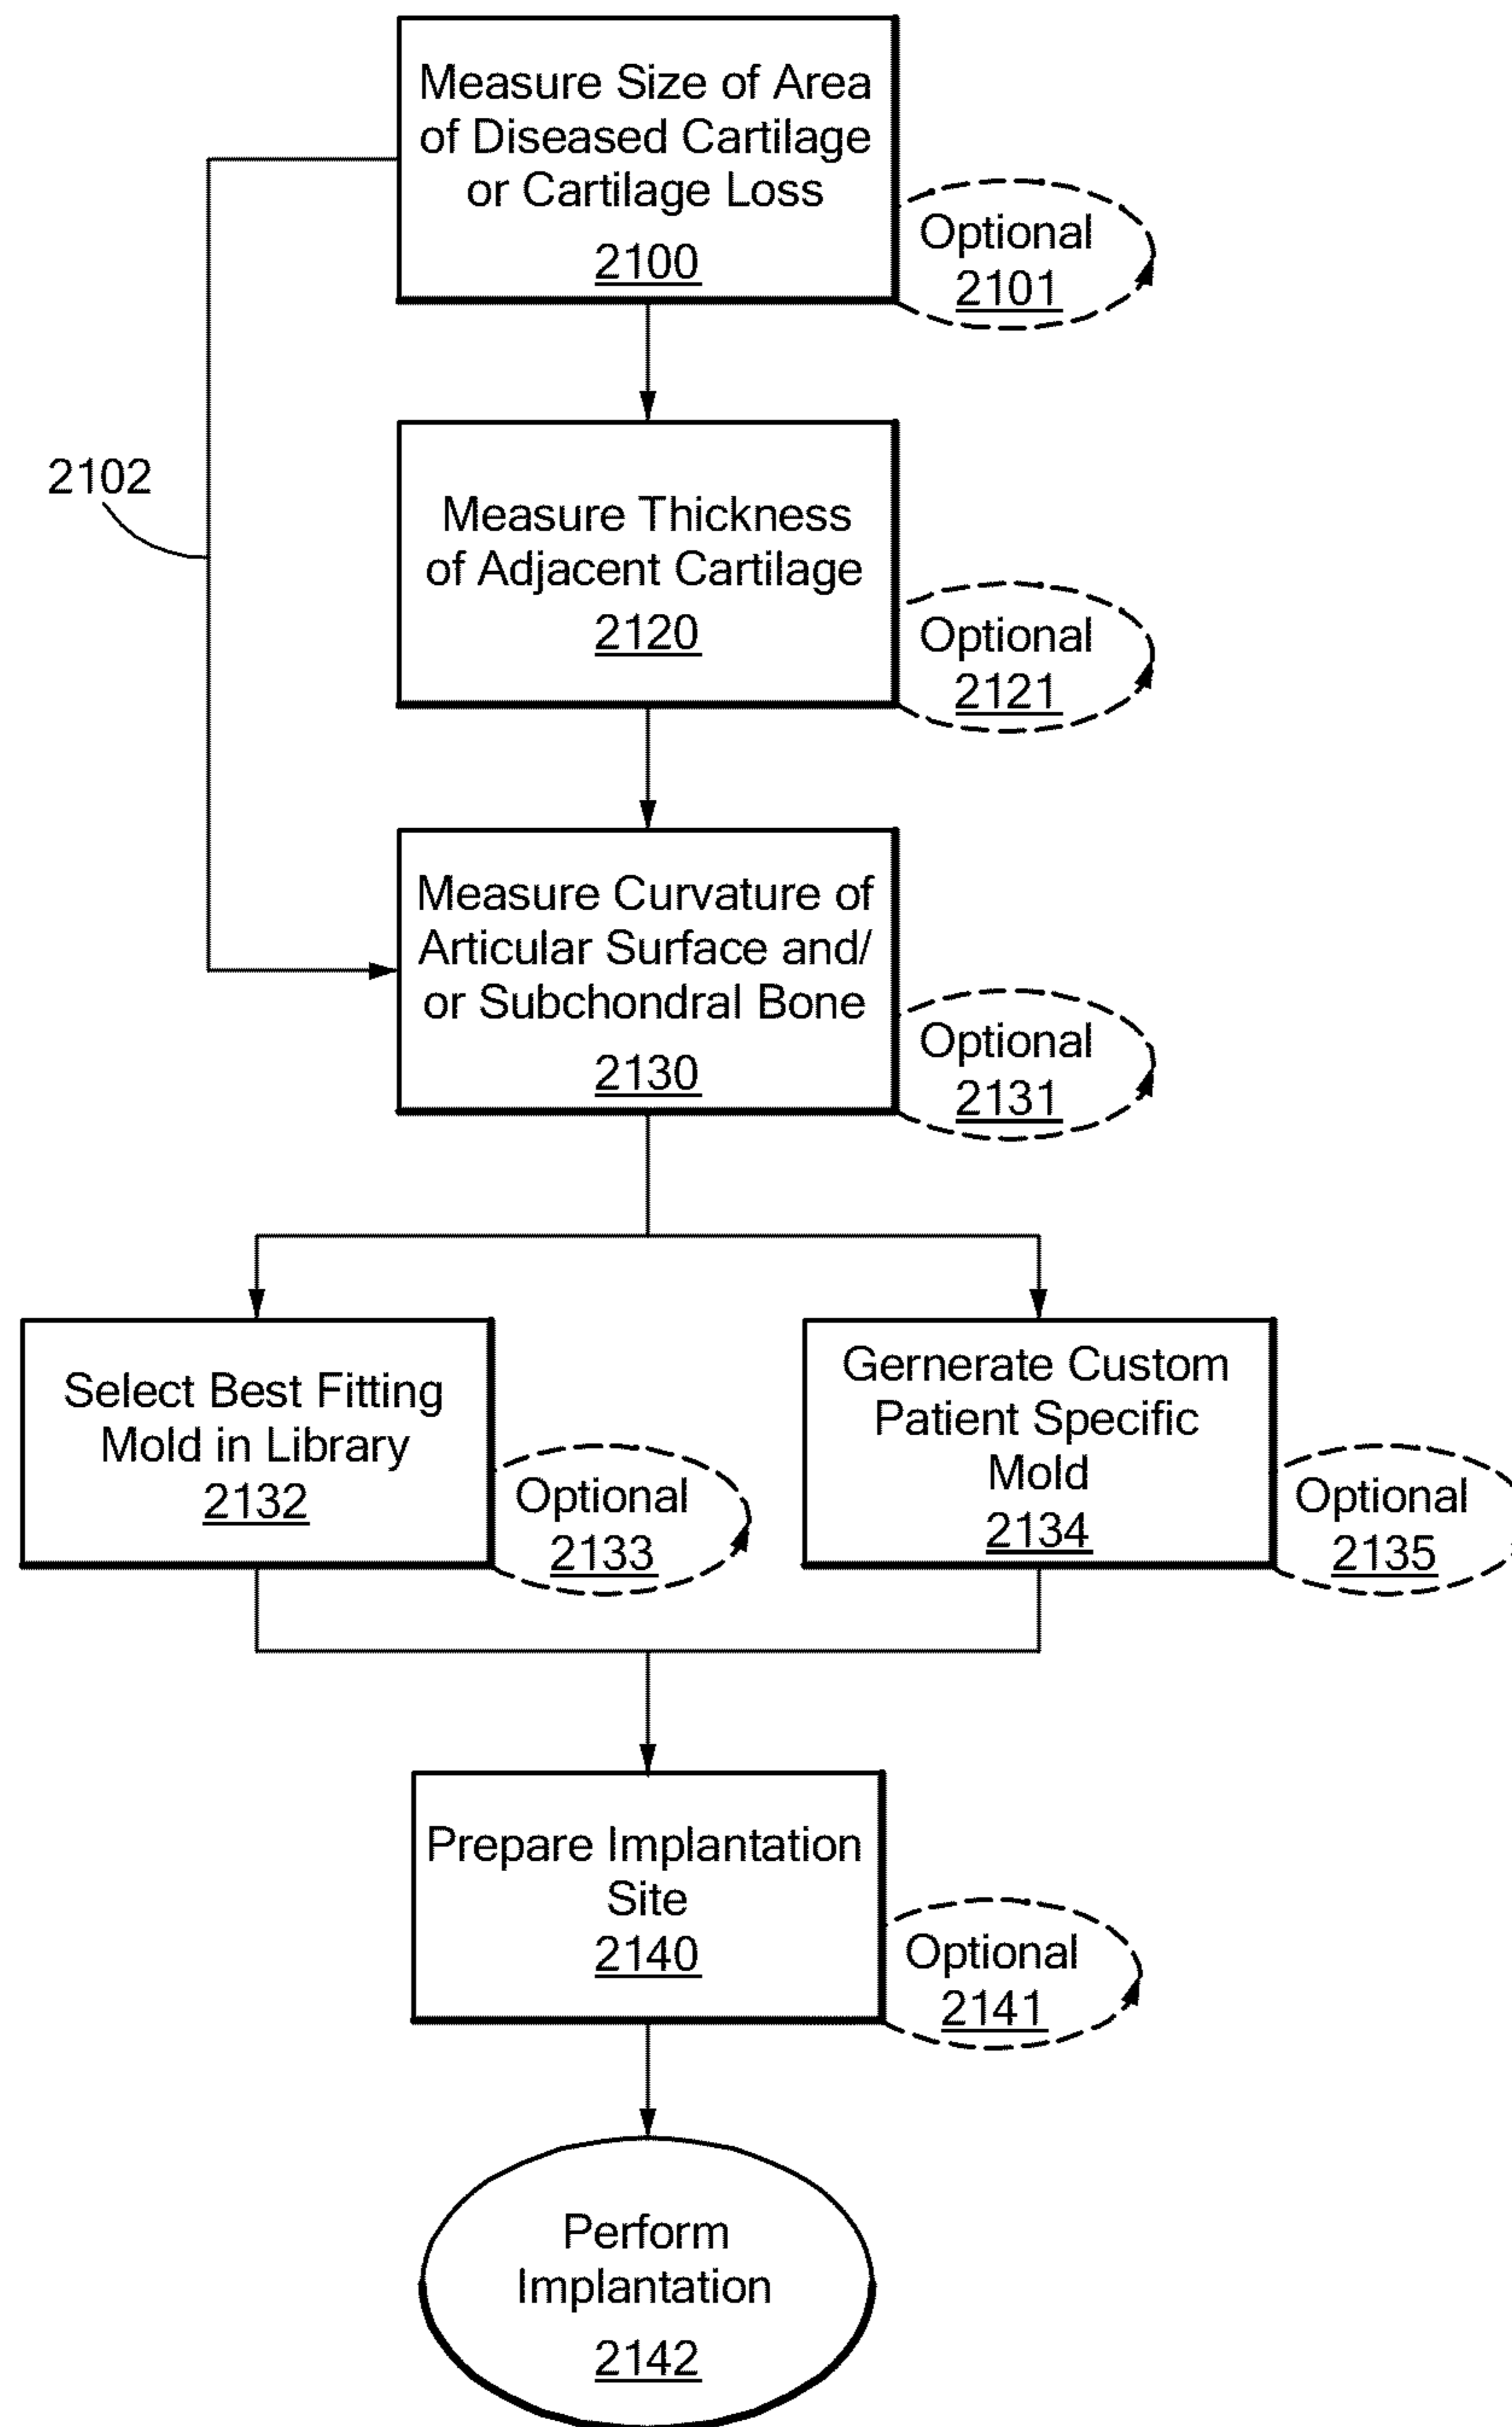 Measure Size of Area
of Diseased Cartilage
or Cartilage Loss
2100
Optional
2101
2102
Measure Thickness
of Adjacent Cartilage
2120
Optional
2121
Measure Curvature of
Articular Surface and/
or Subchondral Bone
2130
Optional
2131
Select Best Fitting
Mold in Library
2132
Optional
2133
Gernerate Custom
Patient Specific
Mold
2134
Optional
2135
Prepare Implantation
Site
2140
Optional
2141
Perform
Implantation
2142